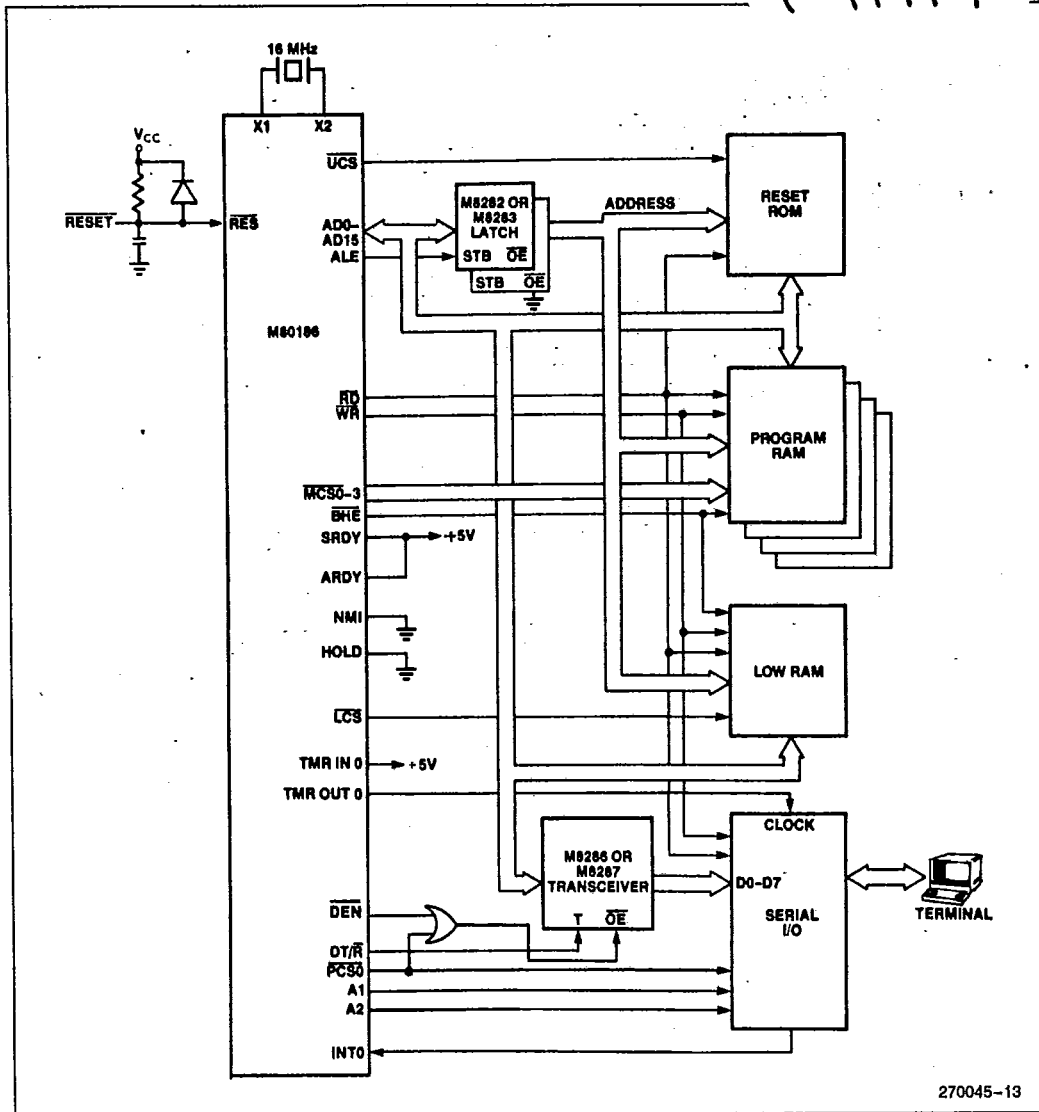 16 MHz
X1 X2
VCC
RESET
RES
UCS
AD0-
AD15
ALE
M80186
RD
WR
MCS0-3
BHE
SRDY
+5V
ARDY
NMI
HOLD
LCS
TMR IN 0
+5V
TMR OUT 0
DEN
DT/R
PCS0
A1
A2
INT0
M8282 OR
M8283
LATCH
STB OE
STB OE
ADDRESS
RESET
ROM
PROGRAM
RAM
LOW RAM
M8286 OR
M8287
TRANSCEIVER
T OE
CLOCK
D0-D7
SERIAL
I/O
TERMINAL
270045-13